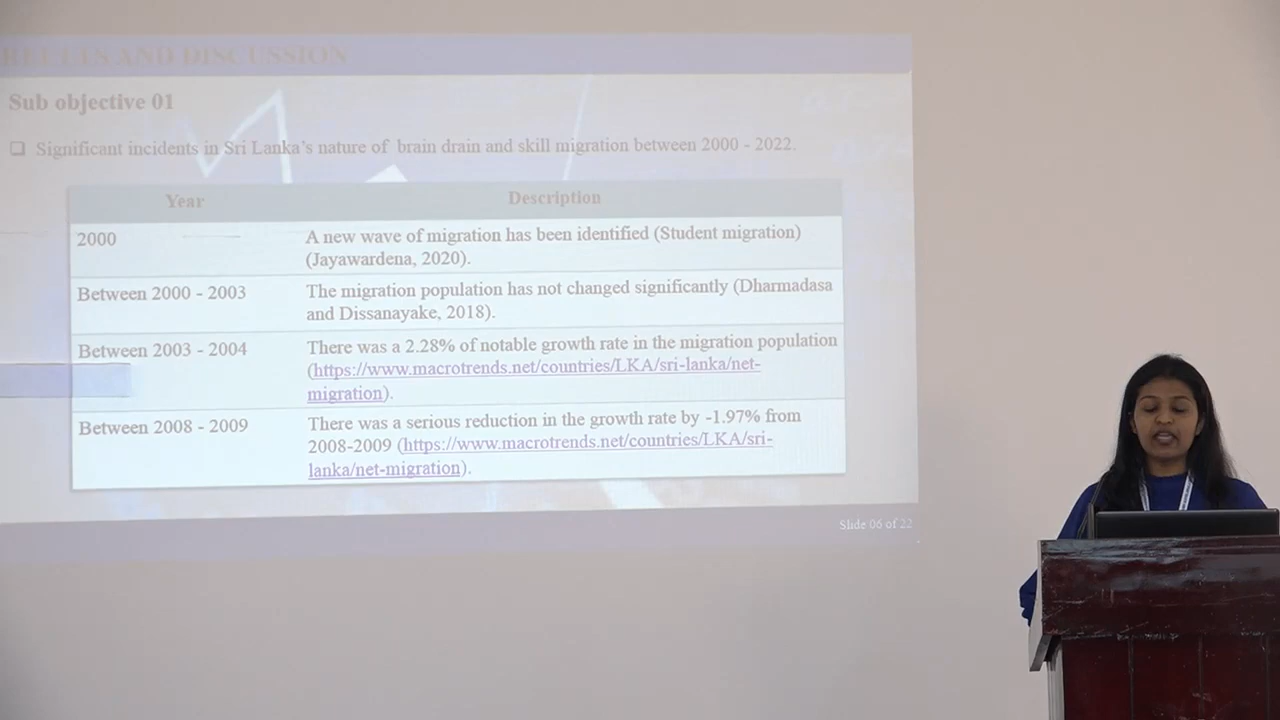 RESULTS AND DISCUSSION
Sub objective 01
❑ Significant incidents in Sri Lanka's nature of brain drain and skill migration between 2000 - 2022.
Year Description
2000 A new wave of migration has been identified (Student migration)
(Jayawardena, 2020).
Between 2000 - 2003 The migration population has not changed significantly (Dharmadasa
and Dissanayake, 2018).
Between 2003 - 2004 There was a 2.28% of notable growth rate in the migration population
(https://www.macrotrends.net/countries/LKA/sri-lanka/net-
migration).
Between 2008 - 2009 There was a serious reduction in the growth rate by -1.97% from
2008-2009 (https://www.macrotrends.net/countries/LKA/sri-
lanka/net-migration).
Slide 06 of 22